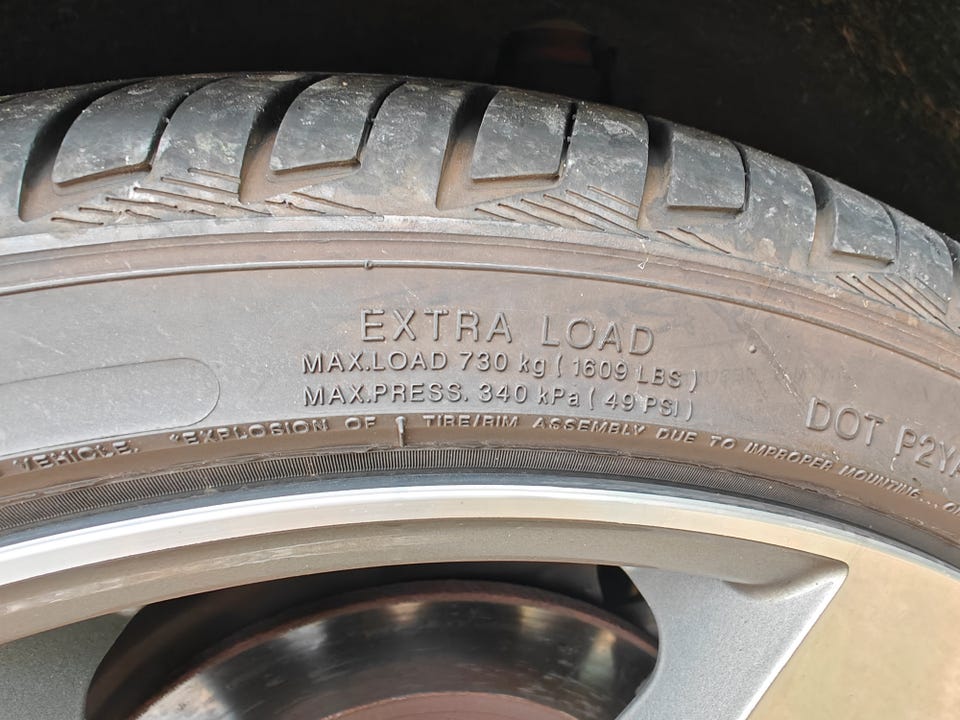 EXTRA LOAD
MAX.LOAD 730 kg ( 1609 LBS )
MAX.PRESS. 340 kPa ( 49 PSI )
DOT P2YA
VEHICLE. *EXPLOSION OF TIRE/RIM ASSEMBLY DUE TO IMPROPER MOUNTING...